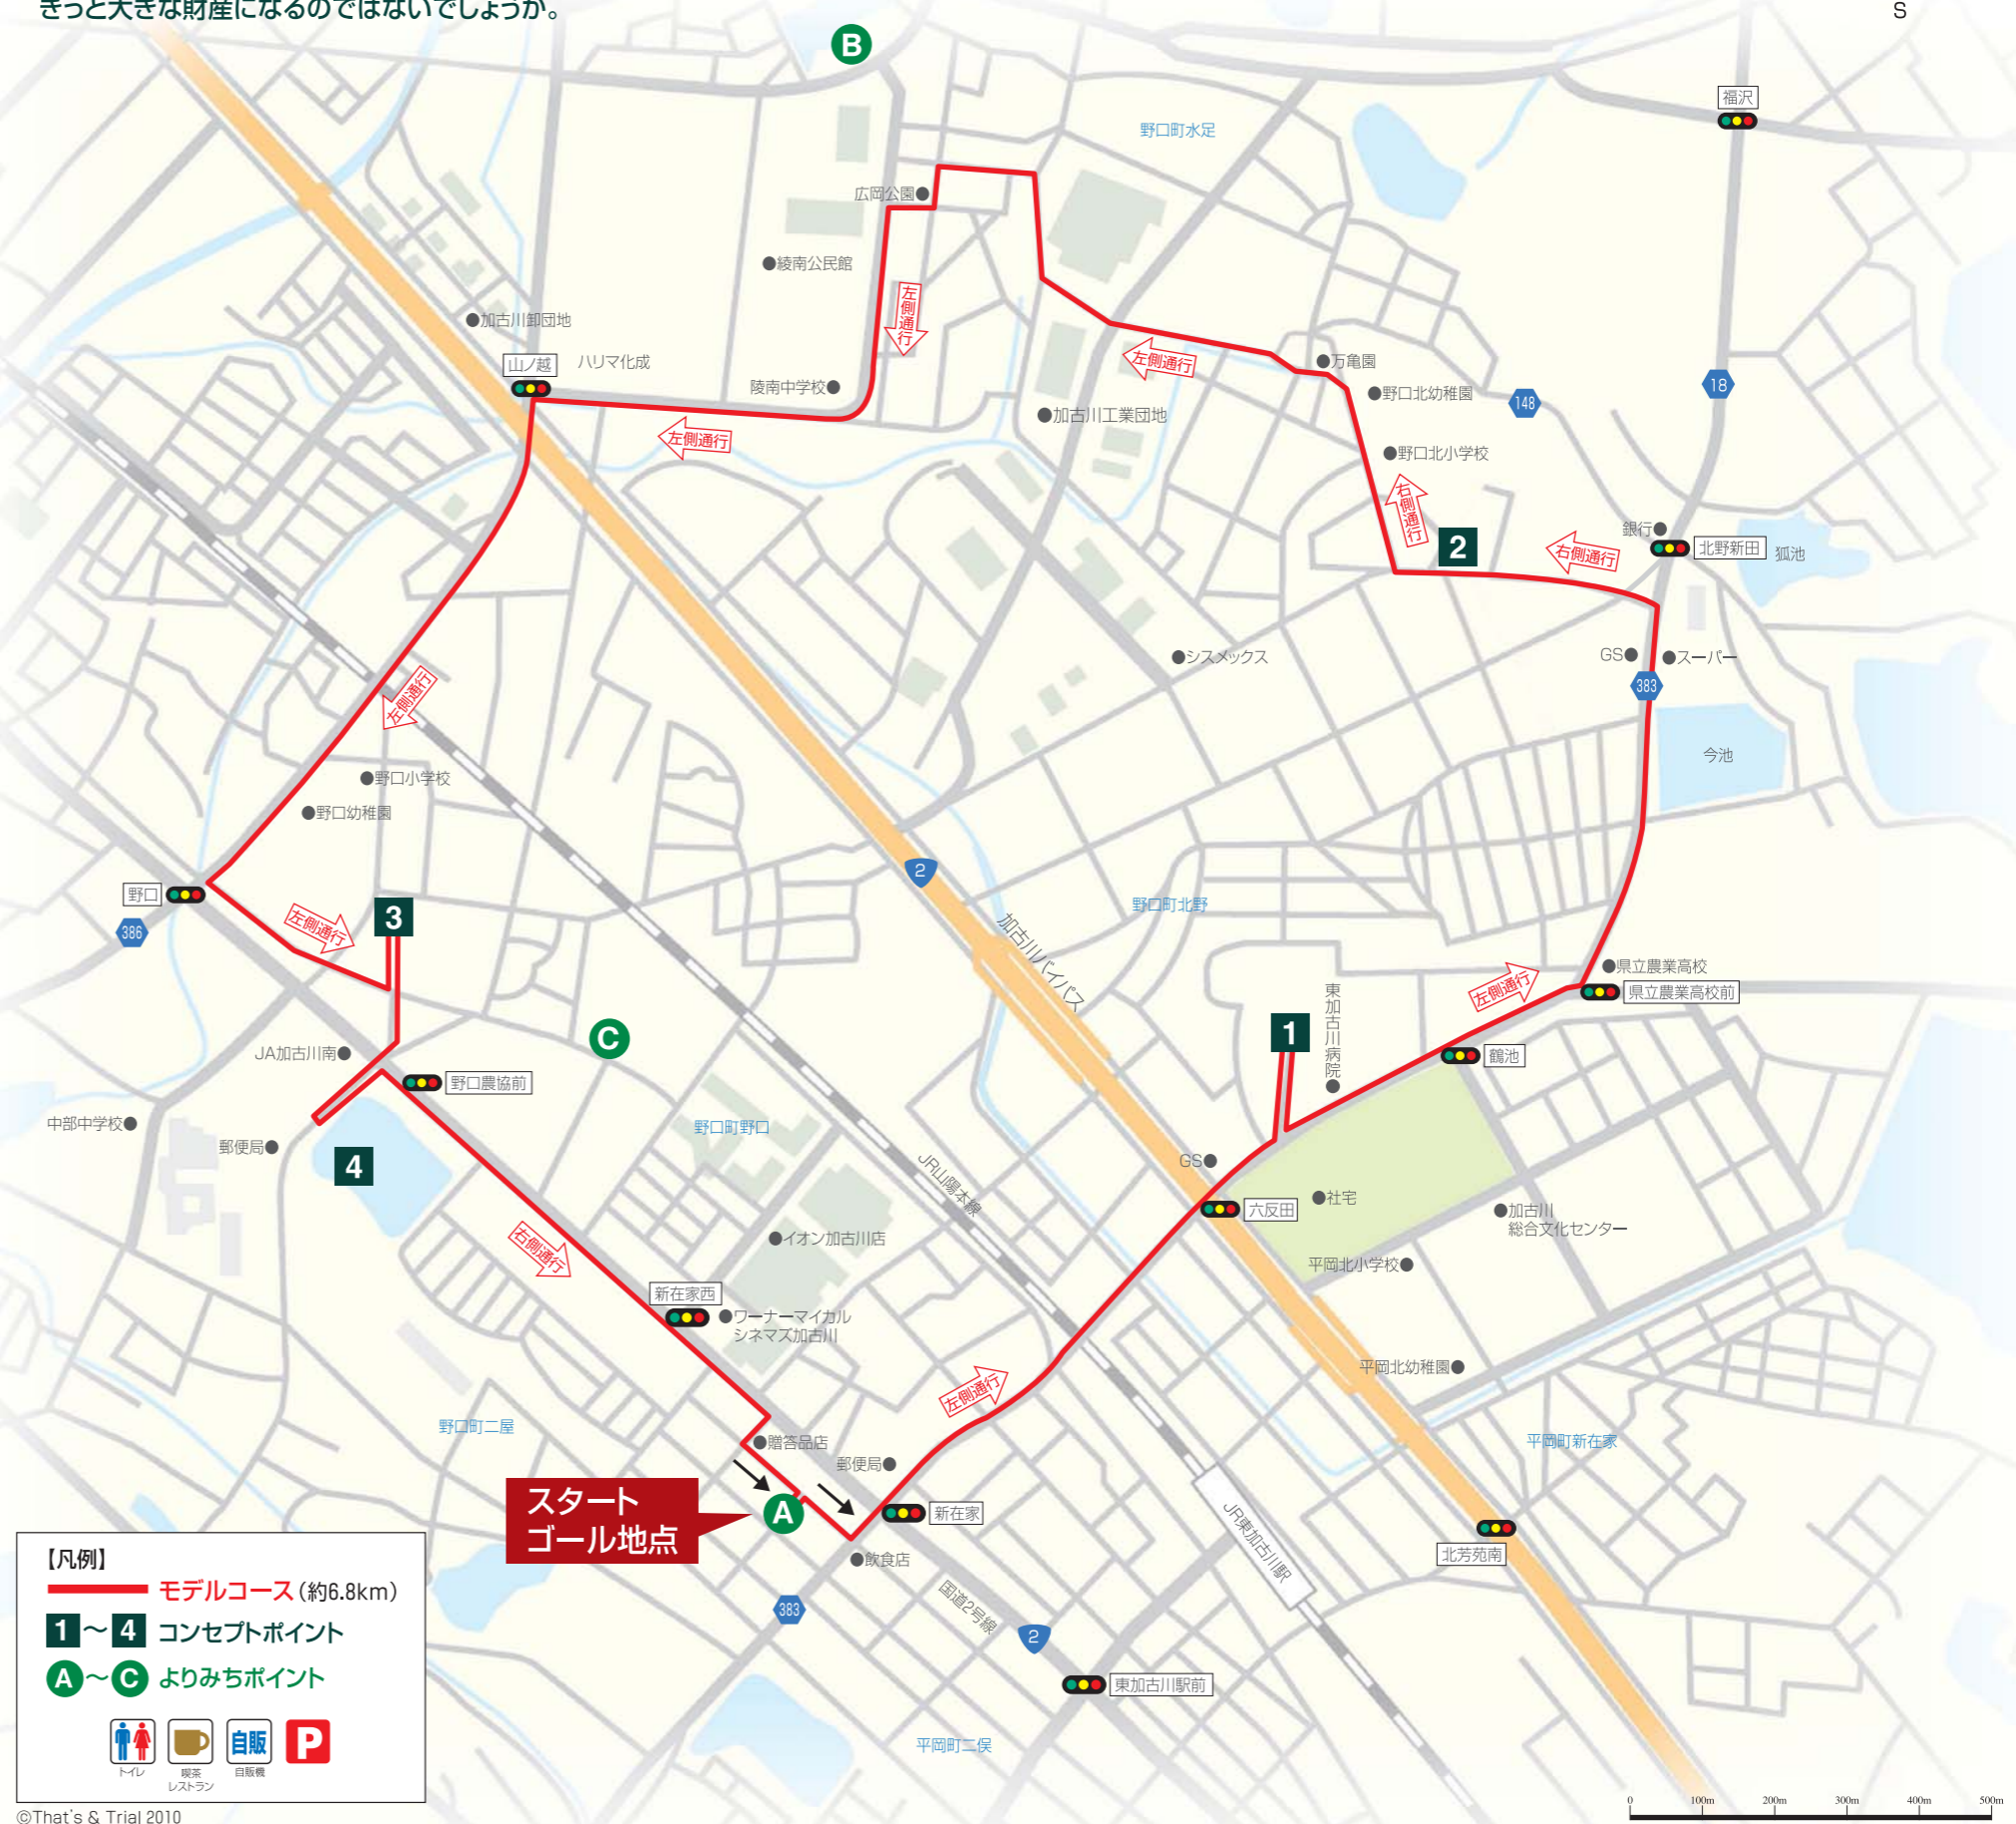 きっと大きな財産になるのではないでしょうか。
S
B
福沢
野口町水足
広岡公園
綾南公民館
左側通行
加古川卸団地
山ノ越
ハリマ化成
陵南中学校
左側通行
左側通行
万亀園
野口北幼稚園
148
18
加古川工業団地
野口北小学校
右側通行
2
右側通行
銀行
北野新田
狐池
シスメックス
GS
スーパー
383
今池
左側通行
野口小学校
野口幼稚園
2
野口
386
左側通行
3
野口町北野
加古川バイパス
県立農業高校
県立農業高校前
左側通行
東加古川病院
1
鶴池
C
JA加古川南
野口農協前
中部中学校
郵便局
4
野口町野口
JR山陽本線
GS
六反田
社宅
加古川
総合文化センター
平岡北小学校
右側通行
イオン加古川店
新在家西
ワーナーマイカル
シネマズ加古川
左側通行
平岡北幼稚園
野口町二屋
平岡町新在家
贈答品店
郵便局
スタート
ゴール地点
A
新在家
飲食店
JR東加古川駅
北芳苑南
383
国道2号線
2
東加古川駅前
平岡町二俣
【凡例】
モデルコース(約6.8km)
1〜4 コンセプトポイント
A〜C よりみちポイント
自販 P
トイレ 喫茶 自販機
レストラン
©That's & Trial 2010
0 100m 200m 300m 400m 500m